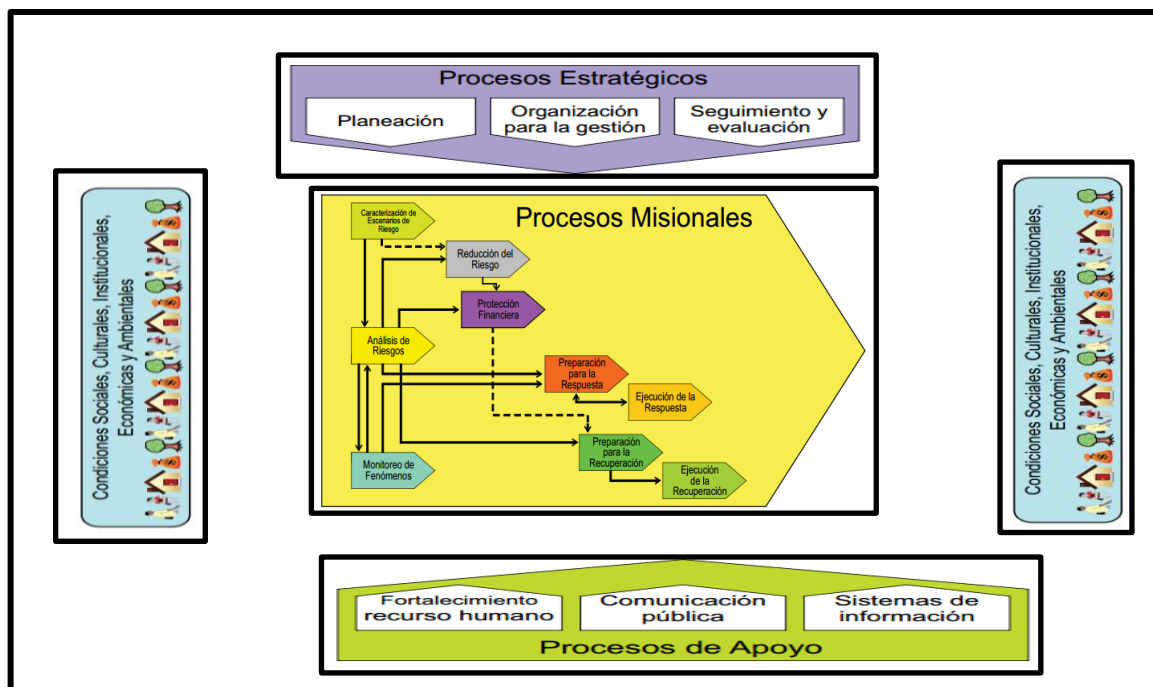 Procesos Estratégicos
Planeación
Organización
para la gestión
Seguimiento y
evaluación
Condiciones Sociales, Culturales, Institucionales,
Económicas y Ambientales
Procesos Misionales
Caracterización de
Escenarios de
Riesgo
Reducción del
Riesgo
Protección
Financiera
Análisis de
Riesgos
Preparación
para la
Respuesta
Ejecución de la
Respuesta
Preparación
para la
Recuperación
Monitoreo de
Fenómenos
Ejecución
de la
Recuperación
Condiciones Sociales, Culturales, Institucionales,
Económicas y Ambientales
Fortalecimiento
recurso humano
Comunicación
pública
Sistemas de
información
Procesos de Apoyo